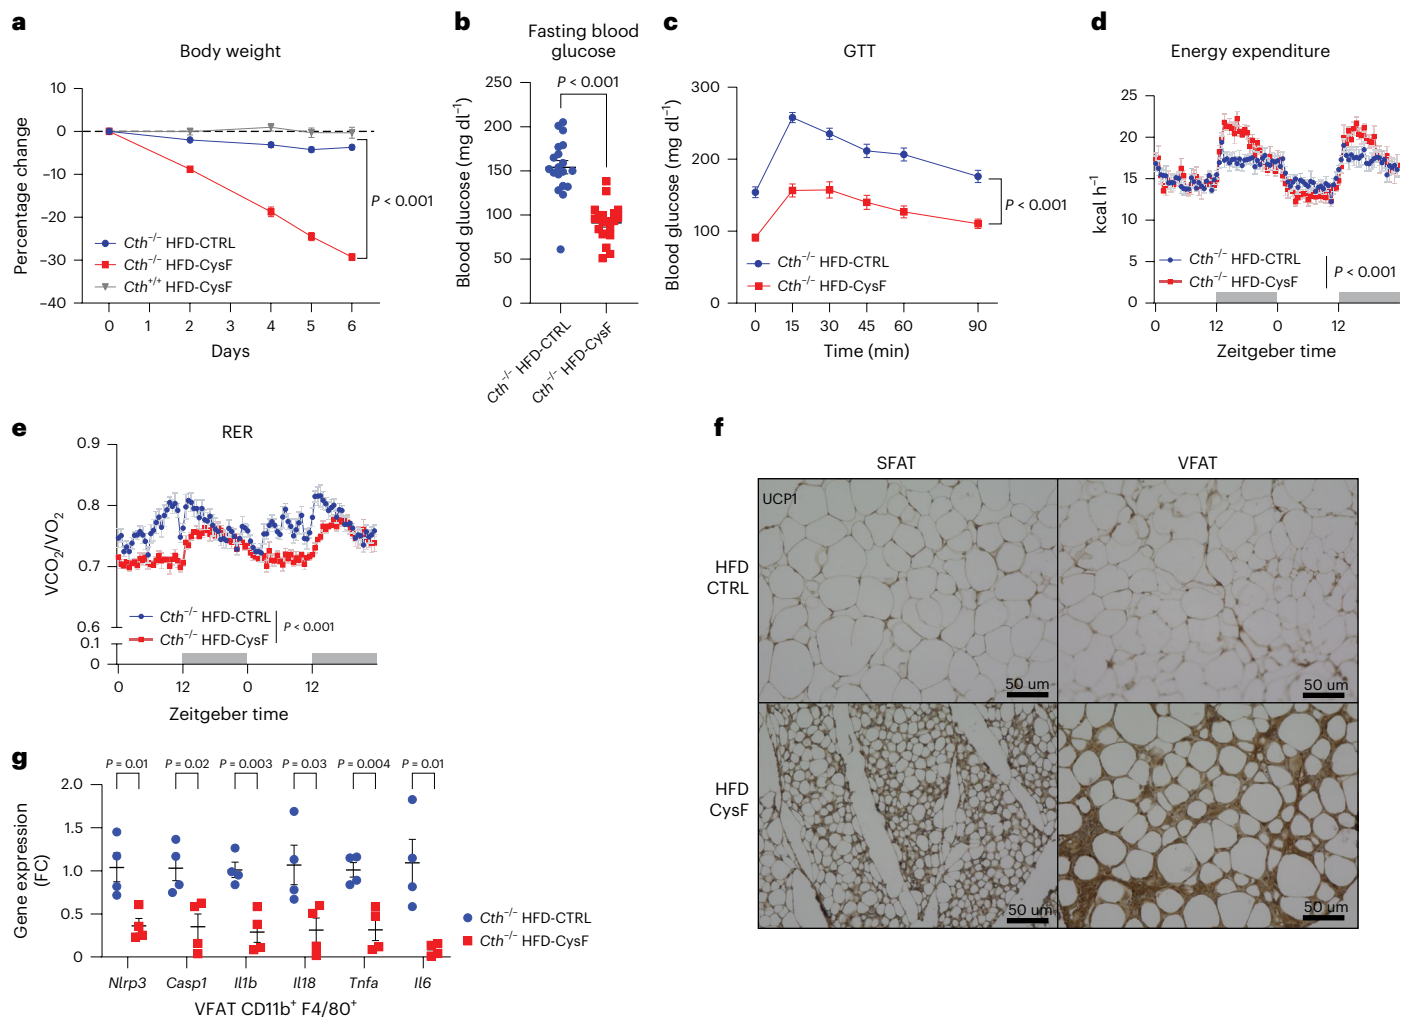 a
Body weight
Percentage change
10
0
−10
−20
−30
−40
Cth−/− HFD-CTRL
Cth−/− HFD-CysF
Cth+/+ HFD-CysF
P < 0.001
0 1 2 3 4 5 6
Days
b
Fasting blood
glucose
P < 0.001
Blood glucose (mg dl−1)
250
200
150
100
50
0
Cth−/− HFD-CTRL
Cth−/− HFD-CysF
c
GTT
Blood glucose (mg dl−1)
300
200
100
0
P < 0.001
Cth−/− HFD-CTRL
Cth−/− HFD-CysF
0 15 30 45 60 90
Time (min)
d
Energy expenditure
kcal h−1
25
20
15
10
5
0
Cth−/− HFD-CTRL
Cth−/− HFD-CysF
P < 0.001
0 12 0 12
Zeitgeber time
e
RER
VCO2/VO2
0.9
0.8
0.7
0.6
0.1
0
Cth−/− HFD-CTRL
Cth−/− HFD-CysF
P < 0.001
0 12 0 12
Zeitgeber time
f
SFAT VFAT
UCP1
HFD
CTRL
50 um 50 um
HFD
CysF
50 um 50 um
g
P = 0.01 P = 0.02 P = 0.003 P = 0.03 P = 0.004 P = 0.01
Gene expression
(FC)
2.0
1.5
1.0
0.5
0
Cth−/− HFD-CTRL
Cth−/− HFD-CysF
Nlrp3 Casp1 Il1b Il18 Tnfa Il6
VFAT CD11b+ F4/80+